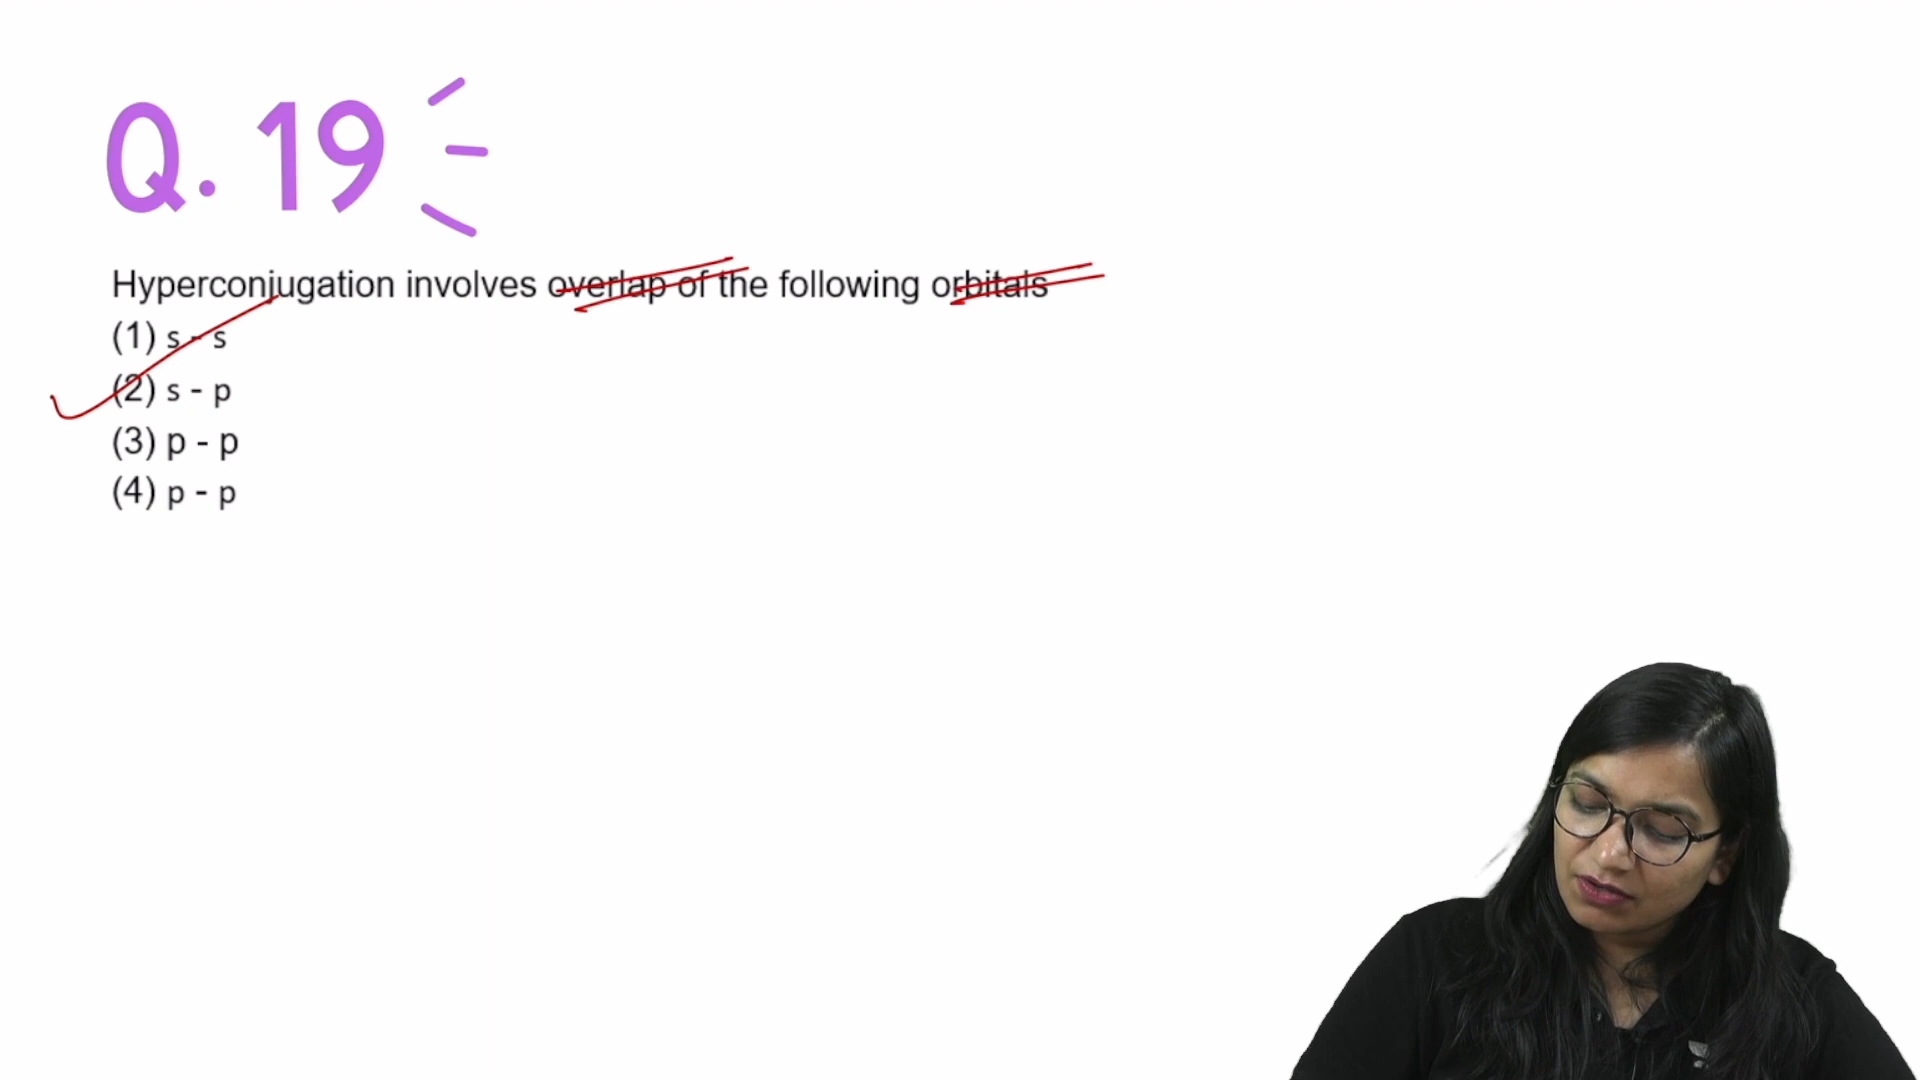 Q. 19
Hyperconjugation involves overlap of the following orbitals
(1) s - s
(2) s - p
(3) p - p
(4) p - p